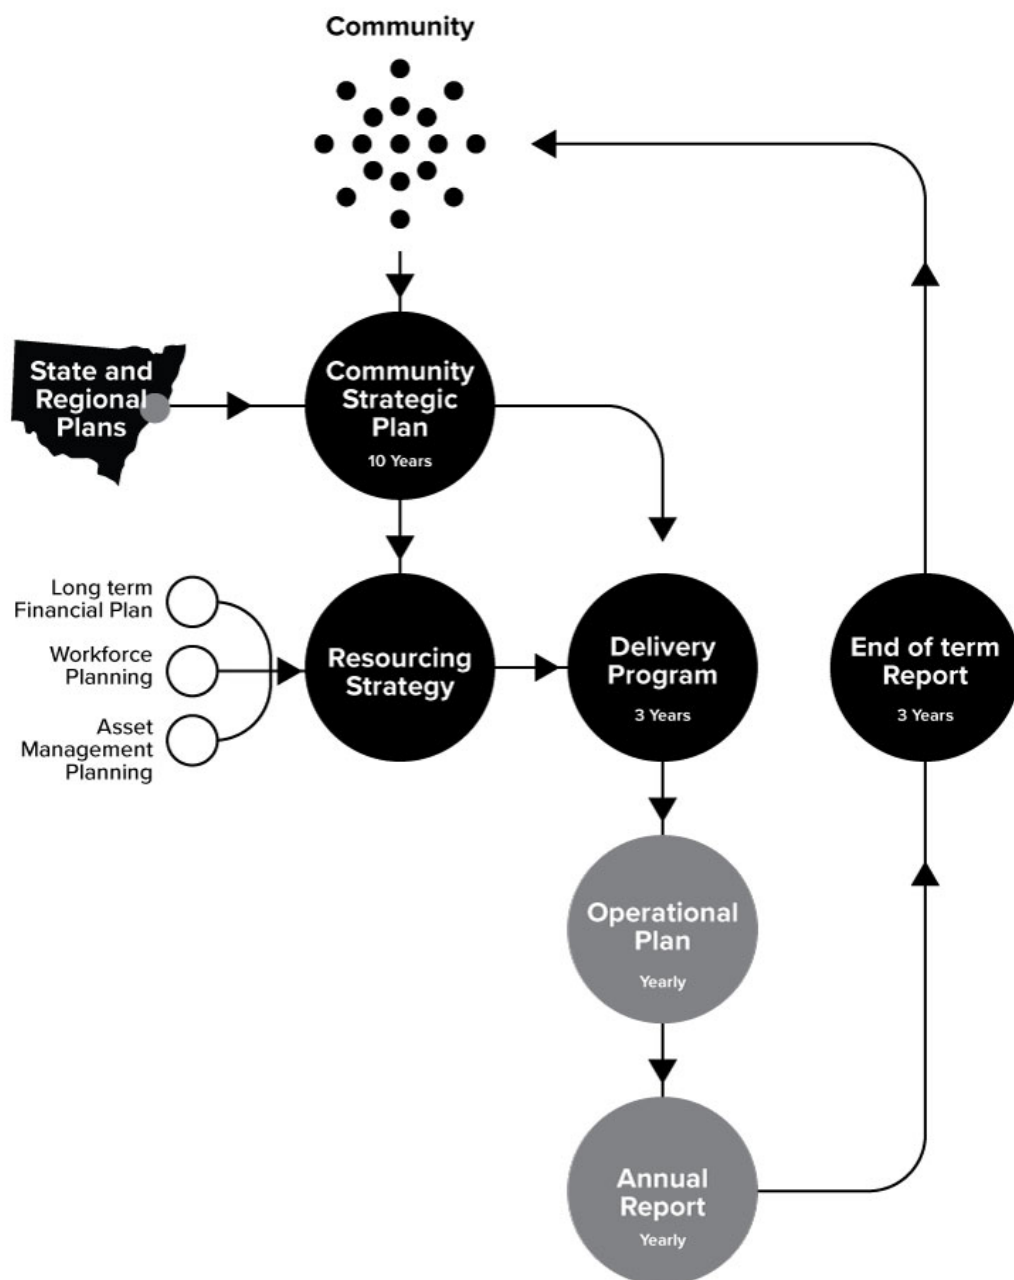 Community
State and
Regional
Plans
Community
Strategic
Plan
10 Years
Long term
Financial Plan
Workforce
Planning
Asset
Management
Planning
Resourcing
Strategy
Delivery
Program
3 Years
End of term
Report
3 Years
Operational
Plan
Yearly
Annual
Report
Yearly